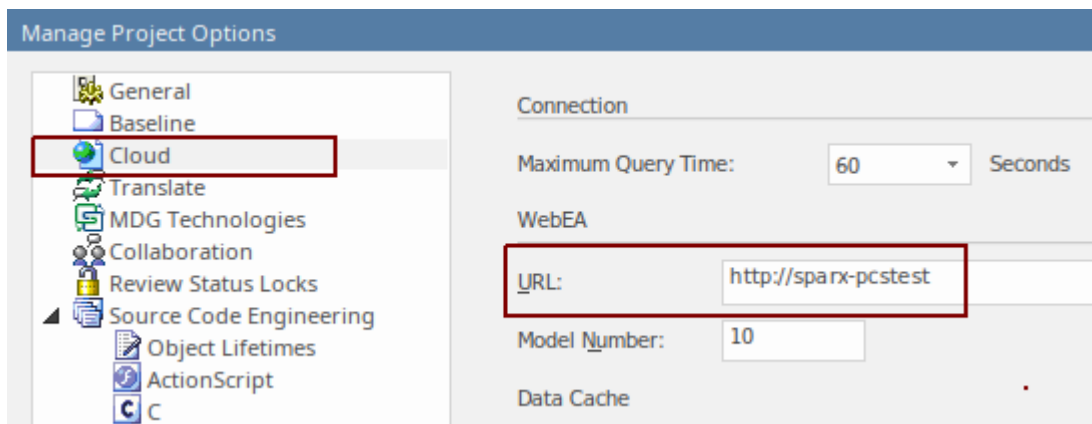 Manage Project Options
General
Baseline
Cloud
Translate
MDG Technologies
Collaboration
Review Status Locks
Source Code Engineering
Object Lifetimes
ActionScript
C
Connection
Maximum Query Time: 60 Seconds
WebEA
URL: http://sparx-pcstest
Model Number: 10
Data Cache